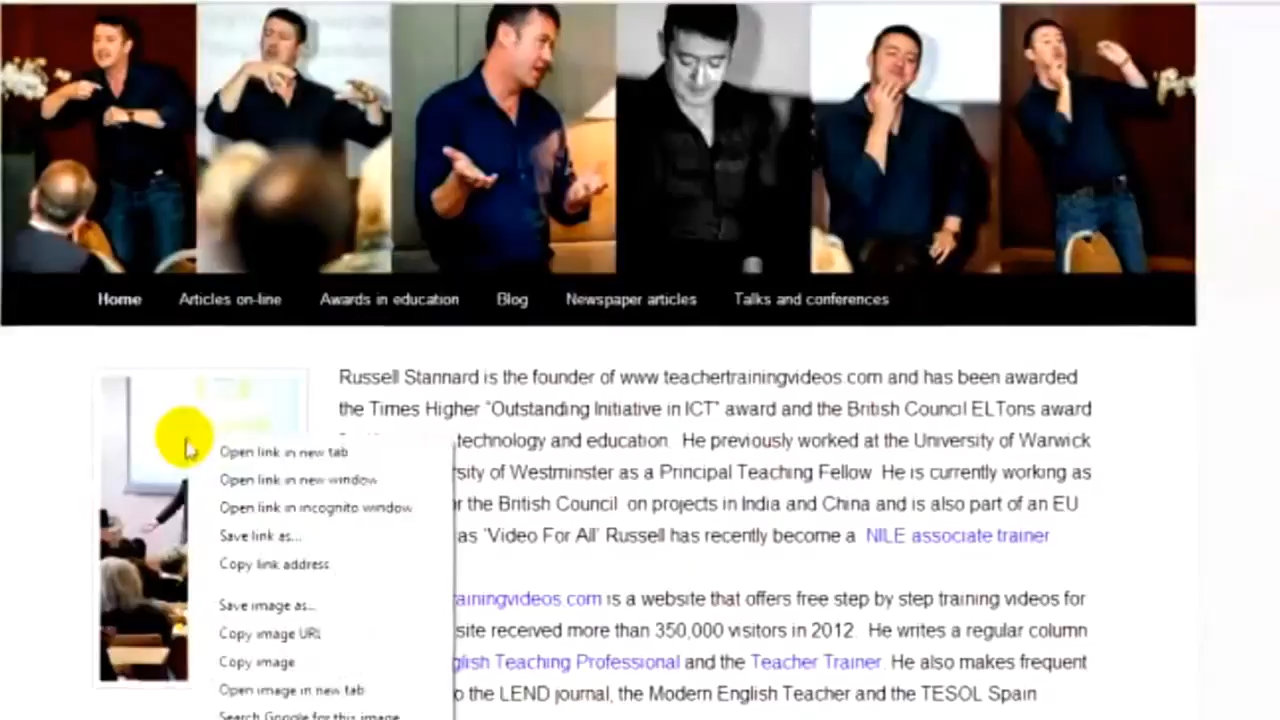 Home Articles on-line Awards in education Blog Newspaper articles Talks and conferences
Russell Stannard is the founder of www teachertrainingvideos com and has been awarded
the Times Higher "Outstanding Initiative in ICT" award and the British Council ELTons award
technology and education. He previously worked at the University of Warwick
sity of Westminster as a Principal Teaching Fellow He is currently working as
r the British Council on projects in India and China and is also part of an EU
as 'Video For All' Russell has recently become a NILE associate trainer
ainingvideos com is a website that offers free step by step training videos for
site received more than 350,000 visitors in 2012. He writes a regular column
glish Teaching Professional and the Teacher Trainer. He also makes frequent
o the LEND journal, the Modern English Teacher and the TESOL Spain
Open link in new tab
Open link in new window
Open link in incognito window
Save link as...
Copy link address
Save image as...
Copy image URL
Copy image
Open image in new tab
Search Google for this image